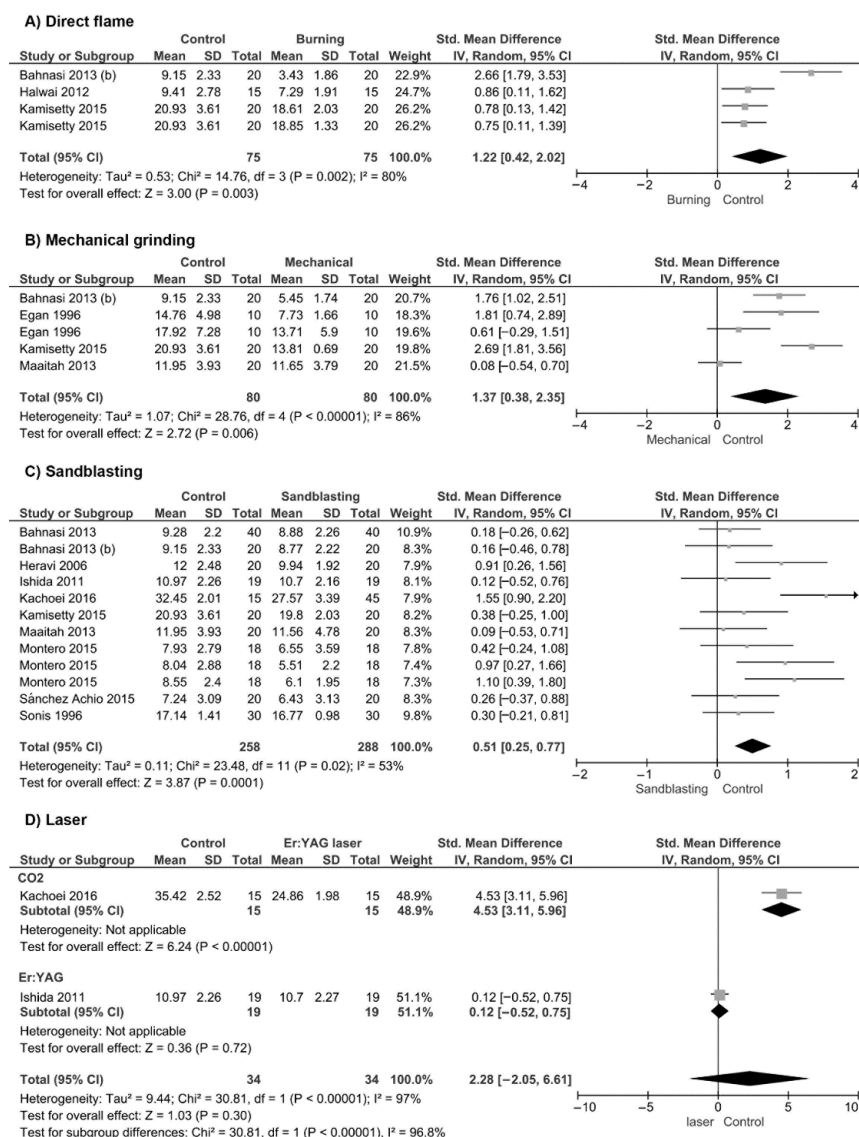 A) Direct flame
Control Burning Std. Mean Difference Std. Mean Difference
Study or Subgroup Mean SD Total Mean SD Total Weight IV, Random, 95% CI IV, Random, 95% CI
Bahnasi 2013 (b) 9.15 2.33 20 3.43 1.86 20 22.9% 2.66 [1.79, 3.53]
Halwai 2012 9.41 2.78 15 7.29 1.91 15 24.7% 0.86 [0.11, 1.62]
Kamisetty 2015 20.93 3.61 20 18.61 2.03 20 26.2% 0.78 [0.13, 1.42]
Kamisetty 2015 20.93 3.61 20 18.85 1.33 20 26.2% 0.75 [0.11, 1.39]
Total (95% CI) 75 75 100.0% 1.22 [0.42, 2.02]
Heterogeneity: Tau² = 0.53; Chi² = 14.76, df = 3 (P = 0.002); I² = 80%
Test for overall effect: Z = 3.00 (P = 0.003)
−4 −2 0 2 4
Burning Control
B) Mechanical grinding
Control Mechanical Std. Mean Difference Std. Mean Difference
Study or Subgroup Mean SD Total Mean SD Total Weight IV, Random, 95% CI IV, Random, 95% CI
Bahnasi 2013 (b) 9.15 2.33 20 5.45 1.74 20 20.7% 1.76 [1.02, 2.51]
Egan 1996 14.76 4.98 10 7.73 1.66 10 18.3% 1.81 [0.74, 2.89]
Egan 1996 17.92 7.28 10 13.71 5.9 10 19.7% 0.61 [−0.29, 1.51]
Kamisetty 2015 20.93 3.61 20 13.81 0.69 20 19.8% 2.69 [1.81, 3.56]
Maaitah 2013 11.95 3.93 20 11.65 3.79 20 21.5% 0.08 [−0.54, 0.70]
Total (95% CI) 80 80 100.0% 1.37 [0.38, 2.35]
Heterogeneity: Tau² = 1.07; Chi² = 28.76, df = 4 (P < 0.00001); I² = 86%
Test for overall effect: Z = 2.72 (P = 0.006)
−4 −2 0 2 4
Mechanical Control
C) Sandblasting
Control Sandblasting Std. Mean Difference Std. Mean Difference
Study or Subgroup Mean SD Total Mean SD Total Weight IV, Random, 95% CI IV, Random, 95% CI
Bahnasi 2013 9.28 2.2 40 8.88 2.26 40 10.9% 0.18 [−0.26, 0.62]
Bahnasi 2013 (b) 9.15 2.33 20 8.77 2.22 20 8.3% 0.16 [−0.46, 0.78]
Heravi 2006 12 2.48 20 9.94 1.92 20 7.9% 0.91 [0.26, 1.56]
Ishida 2011 10.97 2.26 19 10.7 2.16 19 8.1% 0.12 [−0.52, 0.76]
Kachoei 2016 32.45 2.01 15 27.57 3.39 45 7.9% 1.55 [0.90, 2.20]
Kamisetty 2015 20.93 3.61 20 19.8 2.03 20 8.2% 0.38 [−0.25, 1.00]
Maaitah 2013 11.95 3.93 20 11.56 4.78 20 8.3% 0.09 [−0.53, 0.71]
Montero 2015 7.93 2.79 18 6.55 3.59 18 7.8% 0.42 [−0.24, 1.08]
Montero 2015 8.04 2.88 18 5.51 2.2 18 7.4% 0.97 [0.27, 1.66]
Montero 2015 8.55 2.4 18 6.1 1.95 18 7.3% 1.10 [0.39, 1.80]
Sánchez Achio 2015 7.24 3.09 20 6.43 3.13 20 8.2% 0.26 [−0.37, 0.88]
Sonis 1996 17.14 1.41 30 16.77 0.98 30 9.8% 0.30 [−0.21, 0.81]
Total (95% CI) 258 288 100.0% 0.51 [0.25, 0.77]
Heterogeneity: Tau² = 0.11; Chi² = 23.48, df = 11 (P = 0.02); I² = 53%
Test for overall effect: Z = 3.87 (P = 0.0001)
−2 −1 0 1 2
Sandblasting Control
D) Laser
Control Er:YAG laser Std. Mean Difference Std. Mean Difference
Study or Subgroup Mean SD Total Mean SD Total Weight IV, Random, 95% CI IV, Random, 95% CI
CO2
Kachoei 2016 35.42 2.52 15 24.86 1.98 15 48.9% 4.53 [3.11, 5.96]
Subtotal (95% CI) 15 15 48.9% 4.53 [3.11, 5.96]
Heterogeneity: Not applicable
Test for overall effect: Z = 6.24 (P < 0.00001)
Er:YAG
Ishida 2011 10.97 2.26 19 10.7 2.27 19 51.1% 0.12 [−0.52, 0.75]
Subtotal (95% CI) 19 19 51.1% 0.12 [−0.52, 0.75]
Heterogeneity: Not applicable
Test for overall effect: Z = 0.36 (P = 0.72)
Total (95% CI) 34 34 100.0% 2.28 [−2.05, 6.61]
Heterogeneity: Tau² = 9.44; Chi² = 30.81, df = 1 (P < 0.00001); I² = 97%
Test for overall effect: Z = 1.03 (P = 0.30)
Test for subgroup differences: Chi² = 30.81, df = 1 (P < 0.00001), I² = 96.8%
−10 −5 0 5 10
laser Control